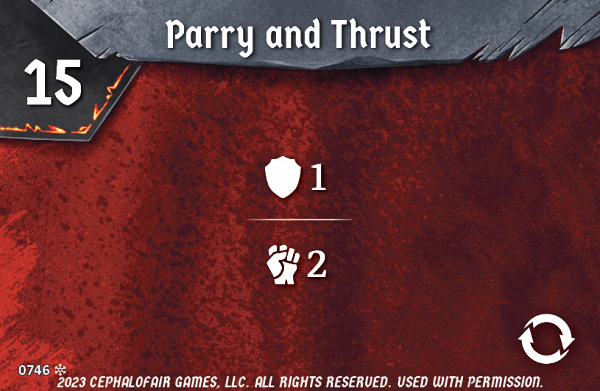 Parry and Thrust
15
1
2
0746
2023 CEPHALOFAIR GAMES, LLC. ALL RIGHTS RESERVED. USED WITH PERMISSION.